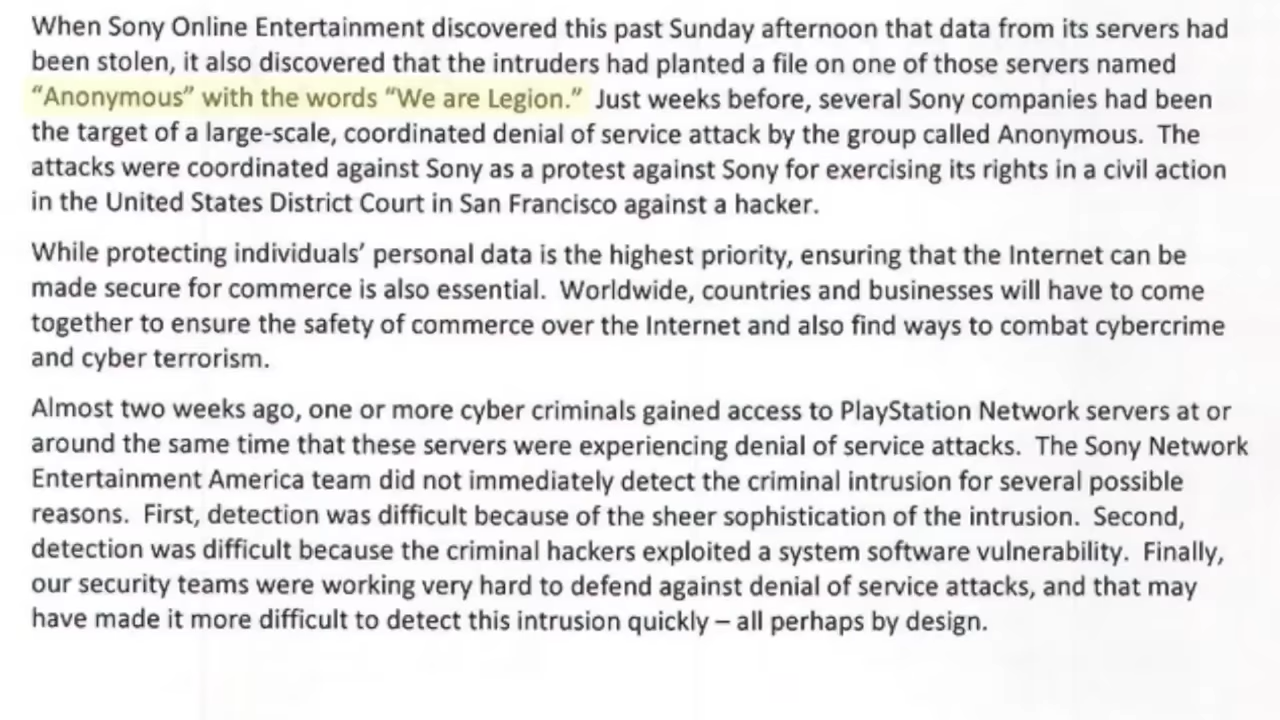 When Sony Online Entertainment discovered this past Sunday afternoon that data from its servers had
been stolen, it also discovered that the intruders had planted a file on one of those servers named
“Anonymous” with the words “We are Legion.”  Just weeks before, several Sony companies had been
the target of a large-scale, coordinated denial of service attack by the group called Anonymous.  The
attacks were coordinated against Sony as a protest against Sony for exercising its rights in a civil action
in the United States District Court in San Francisco against a hacker.
While protecting individuals’ personal data is the highest priority, ensuring that the Internet can be
made secure for commerce is also essential.  Worldwide, countries and businesses will have to come
together to ensure the safety of commerce over the Internet and also find ways to combat cybercrime
and cyber terrorism.
Almost two weeks ago, one or more cyber criminals gained access to PlayStation Network servers at or
around the same time that these servers were experiencing denial of service attacks.  The Sony Network
Entertainment America team did not immediately detect the criminal intrusion for several possible
reasons.  First, detection was difficult because of the sheer sophistication of the intrusion.  Second,
detection was difficult because the criminal hackers exploited a system software vulnerability.  Finally,
our security teams were working very hard to defend against denial of service attacks, and that may
have made it more difficult to detect this intrusion quickly – all perhaps by design.